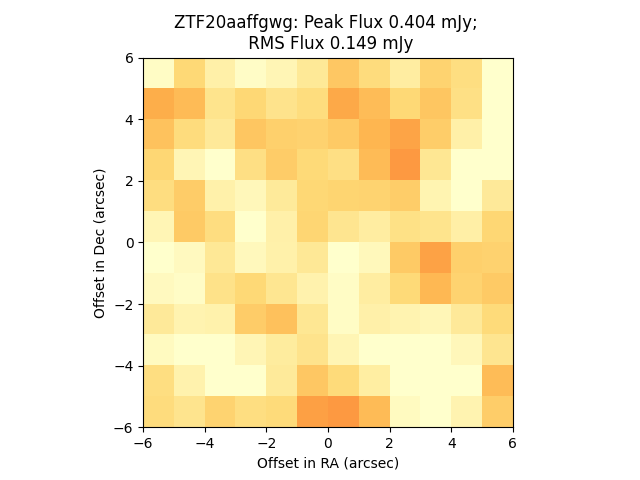 ZTF20aaffgwg: Peak Flux 0.404 mJy;
RMS Flux 0.149 mJy
6
4
2
0
−2
−4
−6
Offset in Dec (arcsec)
−6 −4 −2 0 2 4 6
Offset in RA (arcsec)